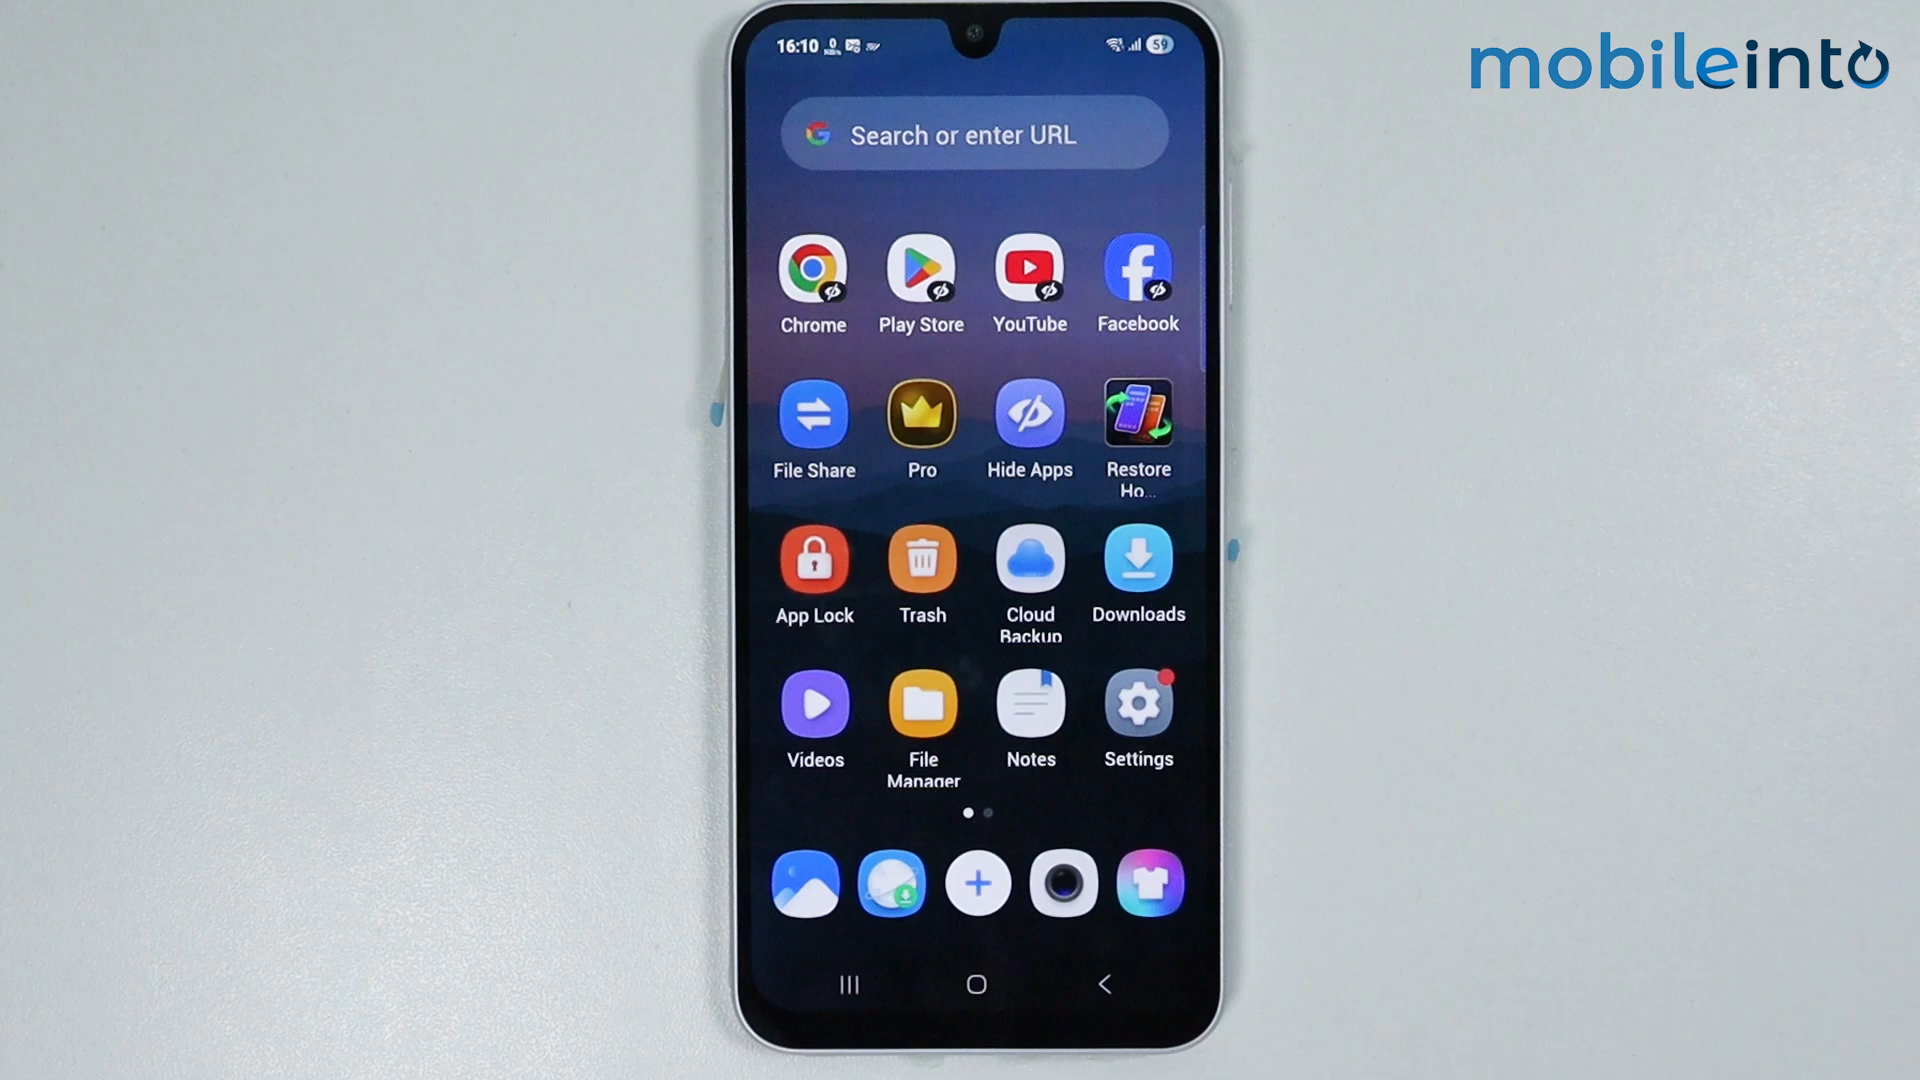 mobileinto
16:10
59
Search or enter URL
Chrome Play Store YouTube Facebook
File Share Pro Hide Apps Restore
Ho...
App Lock Trash Cloud Downloads
Backup
Videos File Notes Settings
Manager